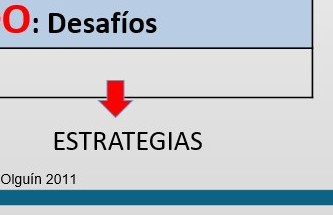 O: Desafíos
ESTRATEGIAS
Olguín 2011